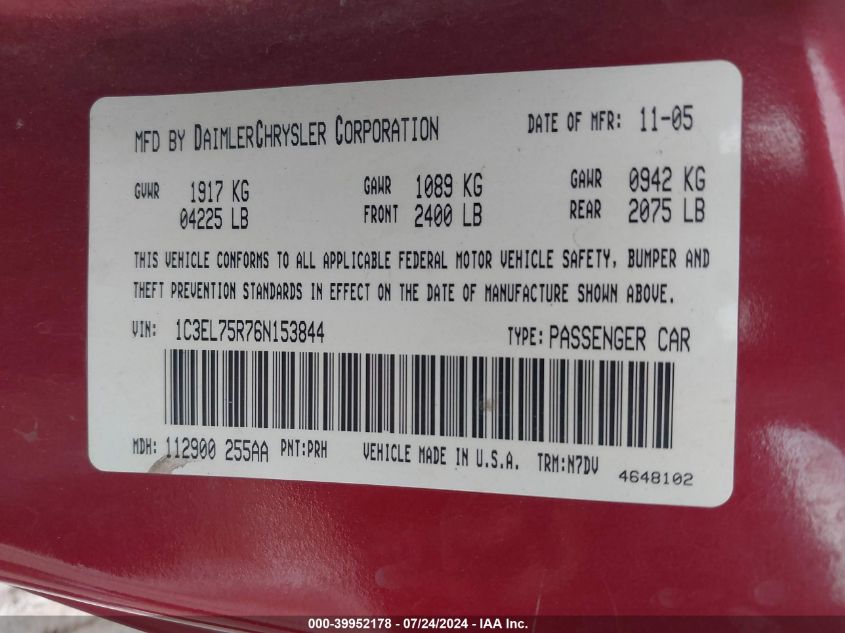 MFD BY DAIMLERCHRYSLER CORPORATION DATE OF MFR: 11-05
GVWR 1917 KG GAWR 1089 KG GAWR 0942 KG
04225 LB FRONT 2400 LB REAR 2075 LB
THIS VEHICLE CONFORMS TO ALL APPLICABLE FEDERAL MOTOR VEHICLE SAFETY, BUMPER AND
THEFT PREVENTION STANDARDS IN EFFECT ON THE DATE OF MANUFACTURE SHOWN ABOVE.
VIN: 1C3EL75R76N153844 TYPE: PASSENGER CAR
MDH: 112900 255AA PNT:PRH VEHICLE MADE IN U.S.A. TRM:N7DV 4648102
000-39952178 - 07/24/2024 - IAA Inc.